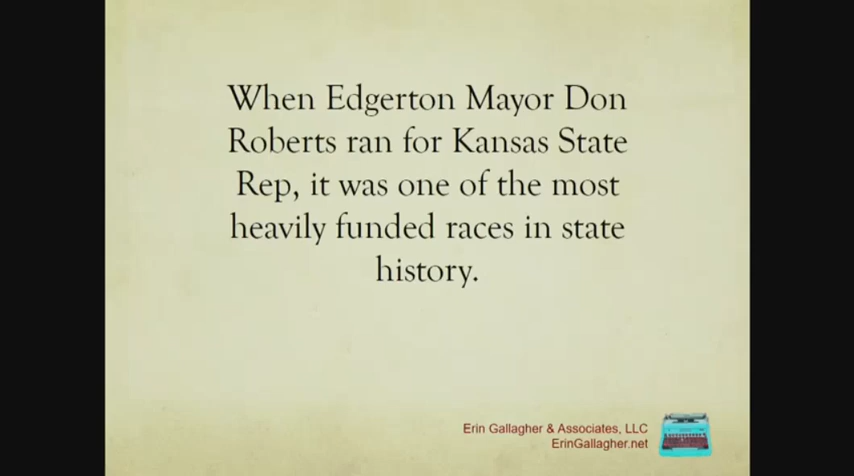 When Edgerton Mayor Don
Roberts ran for Kansas State
Rep, it was one of the most
heavily funded races in state
history.
Erin Gallagher & Associates, LLC
ErinGallagher.net